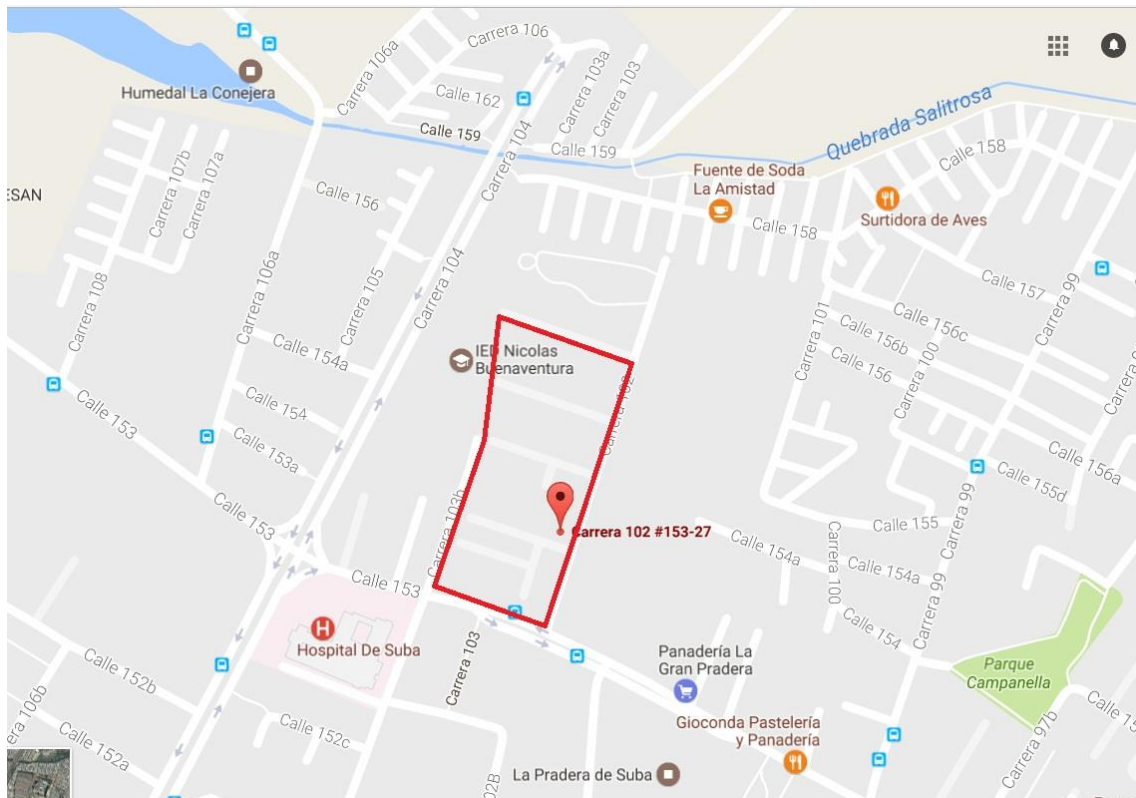 Carrera 106
Carrera 106a
Carrera 103a
Carrera 103
Humedal La Conejera
Calle 162
Calle 159
Carrera 104
Calle 159
Quebrada Salitrosa
Calle 158
Fuente de Soda
La Amistad
Surtidora de Aves
ESAN
Carrera 107b
Carrera 107a
Calle 156
Calle 158
Carrera 105
Carrera 106a
Carrera 104
Carrera 108
Calle 157
Carrera 99
Carrera 101
Calle 156c
Calle 156b
Carrera 100
Calle 156
Calle 154a
IED Nicolas
Buenaventura
Carrera 102
Calle 153
Calle 154
Calle 153a
Calle 156a
Calle 155d
Carrera 99
Calle 153
Carrera 103b
Carrera 102 #153-27
Calle 155
Calle 154a
Calle 154a
Carrera 100
Carrera 99
Calle 153
Calle 154
Hospital De Suba
Carrera 103
Panadería La
Gran Pradera
Parque
Campanella
Calle 152b
Carrera 97b
Gioconda Pastelería
y Panadería
Calle 152c
Calle 152a
La Pradera de Suba